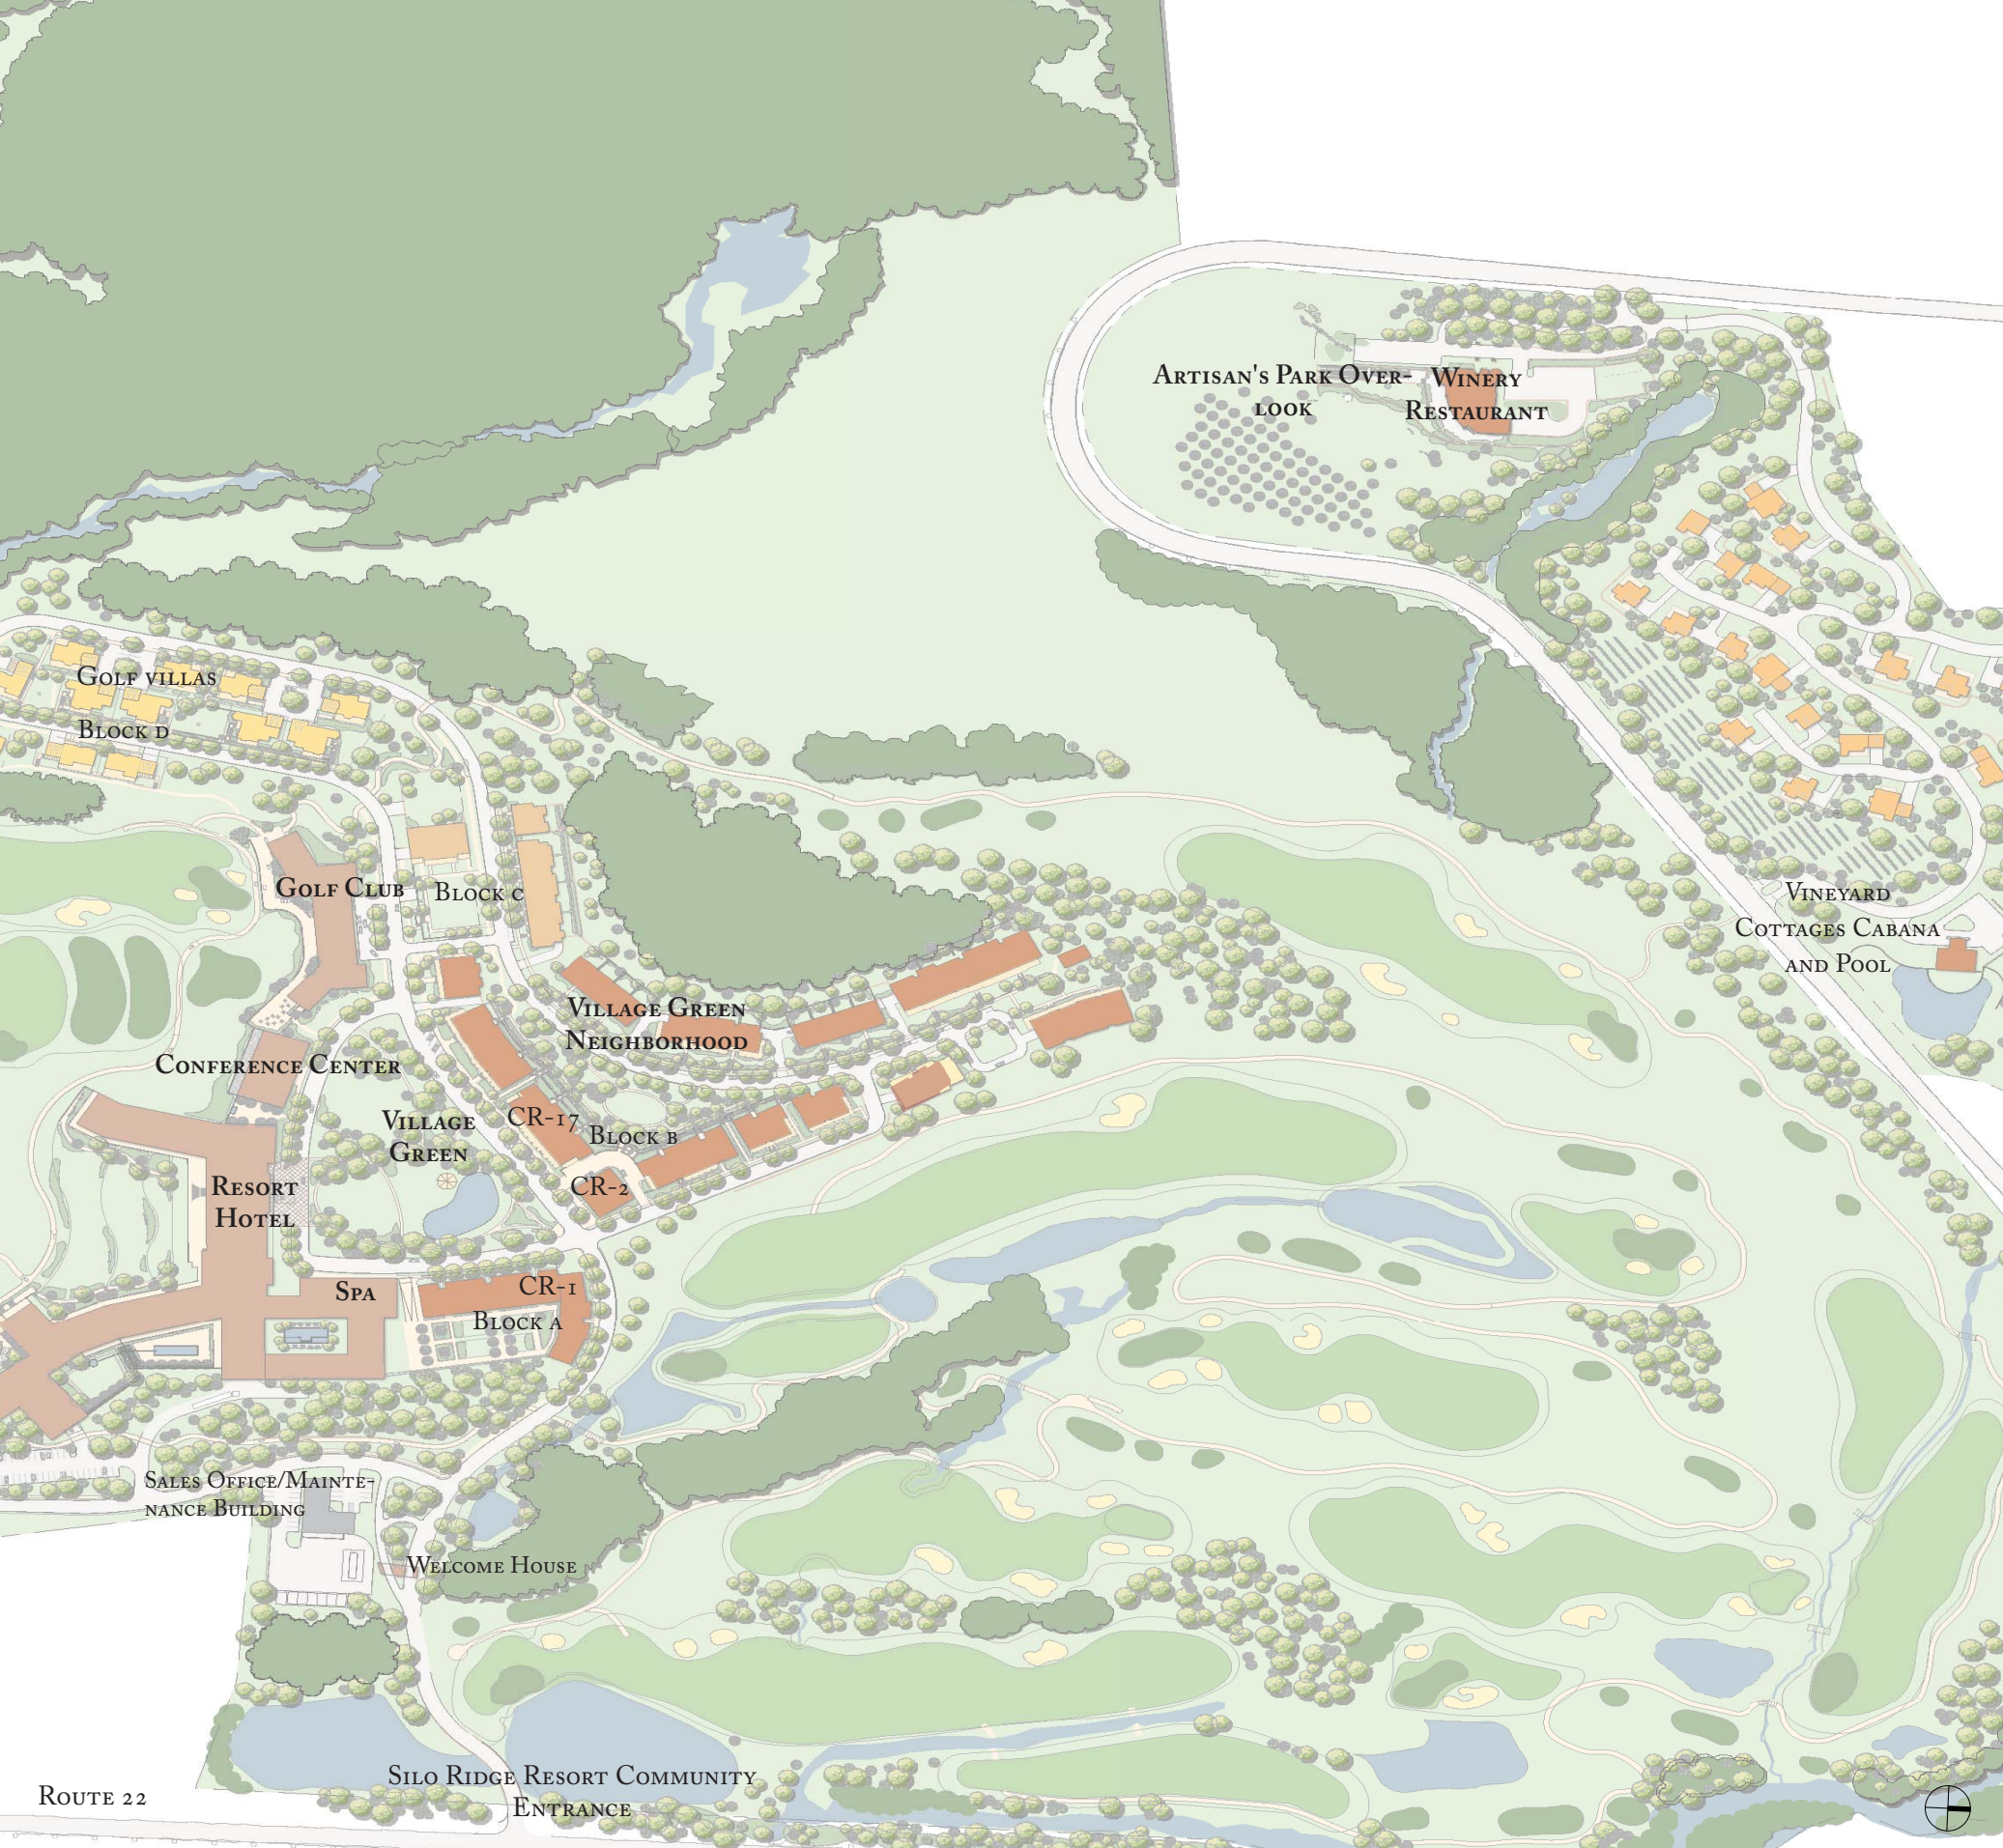 Artisan's Park Over-
look
Winery
Restaurant
Golf villas
Block D
Golf Club
Block C
Vineyard
Cottages Cabana
and Pool
Village Green
Neighborhood
Conference Center
Village
Green
CR-17
Block B
CR-2
Resort
Hotel
Spa
CR-1
Block A
Sales Office/Mainte-
nance Building
Welcome House
Silo Ridge Resort Community
Entrance
Route 22